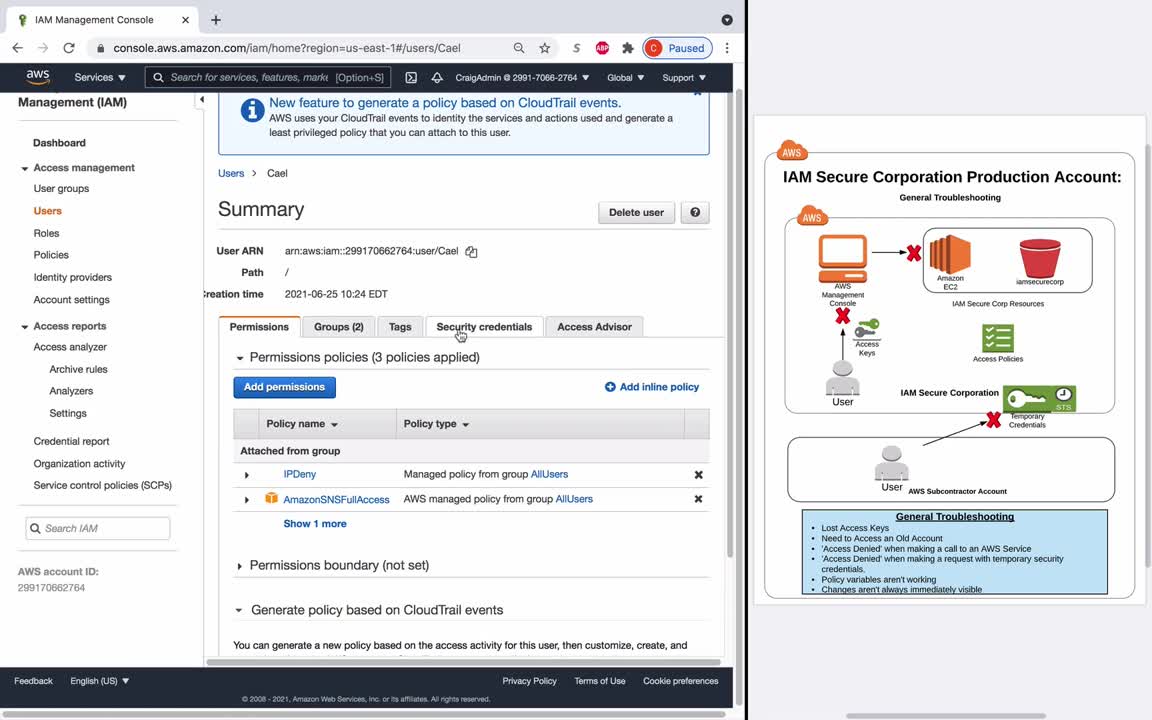 IAM Management Console
console.aws.amazon.com/iam/home?region=us-east-1#/users/Cael
S
ABP
C Paused
aws
Services
Search for services, features, marke [Option+S]
CraigAdmin @ 2991-7066-2764
Global
Support
Management (IAM)
Dashboard
Access management
User groups
Users
Roles
Policies
Identity providers
Account settings
Access reports
Access analyzer
Archive rules
Analyzers
Settings
Credential report
Organization activity
Service control policies (SCPs)
Search IAM
AWS account ID:
299170662764
New feature to generate a policy based on CloudTrail events.
AWS uses your CloudTrail events to identify the services and actions used and generate a
least privileged policy that you can attach to this user.
Users > Cael
Summary
Delete user
?
User ARN arn:aws:iam::299170662764:user/Cael
Path /
Creation time 2021-06-25 10:24 EDT
Permissions Groups (2) Tags Security credentials Access Advisor
Permissions policies (3 policies applied)
Add permissions
Add inline policy
Policy name Policy type
Attached from group
IPDeny Managed policy from group AllUsers
AmazonSNSFullAccess AWS managed policy from group AllUsers
Show 1 more
Permissions boundary (not set)
Generate policy based on CloudTrail events
You can generate a new policy based on the access activity for this user, then customize, create, and
Feedback English (US)
Privacy Policy Terms of Use Cookie preferences
© 2008 - 2021, Amazon Web Services, Inc. or its affiliates. All rights reserved.
AWS
IAM Secure Corporation Production Account:
General Troubleshooting
AWS
AWS
Management
Console
Amazon
EC2
iamsecurecorp
IAM Secure Corp Resources
Access
Keys
Access Policies
User
IAM Secure Corporation
STS
Temporary
Credentials
User
AWS Subcontractor Account
General Troubleshooting
• Lost Access Keys
• Need to Access an Old Account
• 'Access Denied' when making a call to an AWS Service
• 'Access Denied' when making a request with temporary security
credentials.
• Policy variables aren't working
• Changes aren't always immediately visible